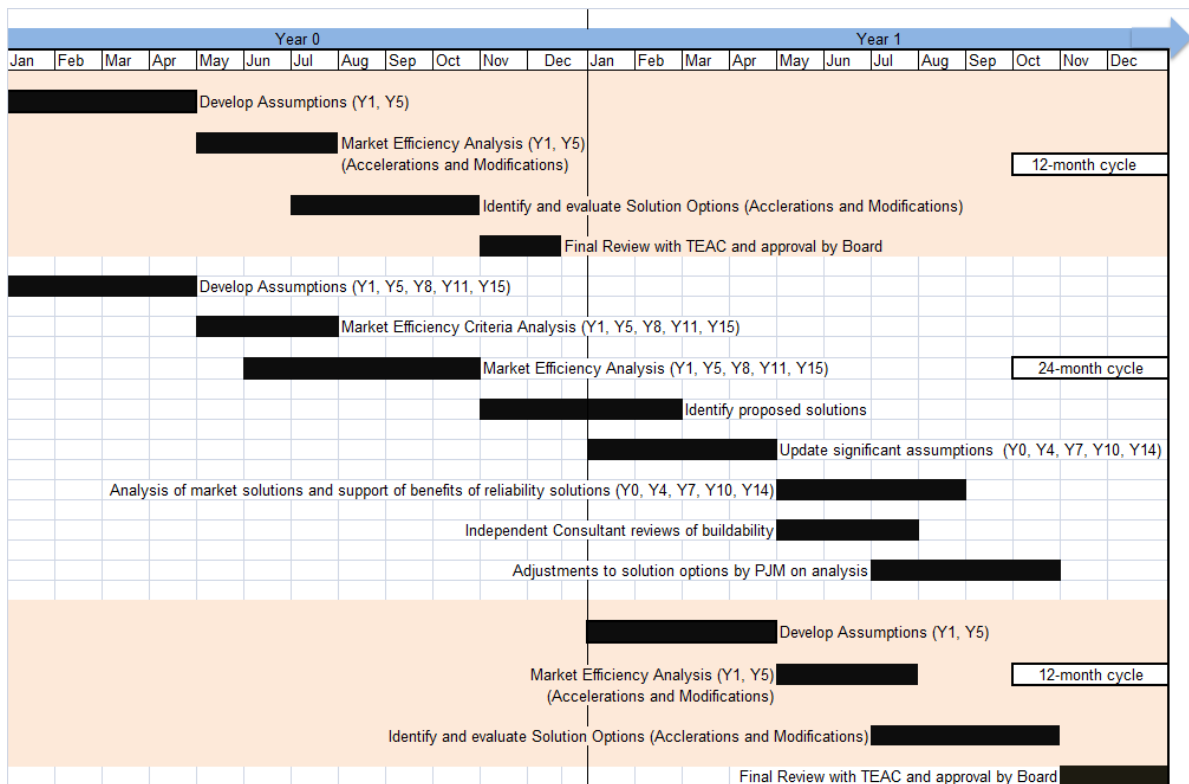 Year 0 Year 1
Jan Feb Mar Apr May Jun Jul Aug Sep Oct Nov Dec Jan Feb Mar Apr May Jun Jul Aug Sep Oct Nov Dec
Develop Assumptions (Y1, Y5)
Market Efficiency Analysis (Y1, Y5)
(Accelerations and Modifications)
12-month cycle
Identify and evaluate Solution Options (Acclerations and Modifications)
Final Review with TEAC and approval by Board
Develop Assumptions (Y1, Y5, Y8, Y11, Y15)
Market Efficiency Criteria Analysis (Y1, Y5, Y8, Y11, Y15)
Market Efficiency Analysis (Y1, Y5, Y8, Y11, Y15)
24-month cycle
Identify proposed solutions
Update significant assumptions (Y0, Y4, Y7, Y10, Y14)
Analysis of market solutions and support of benefits of reliability solutions (Y0, Y4, Y7, Y10, Y14)
Independent Consultant reviews of buildability
Adjustments to solution options by PJM on analysis
Develop Assumptions (Y1, Y5)
Market Efficiency Analysis (Y1, Y5)
(Accelerations and Modifications)
12-month cycle
Identify and evaluate Solution Options (Acclerations and Modifications)
Final Review with TEAC and approval by Board